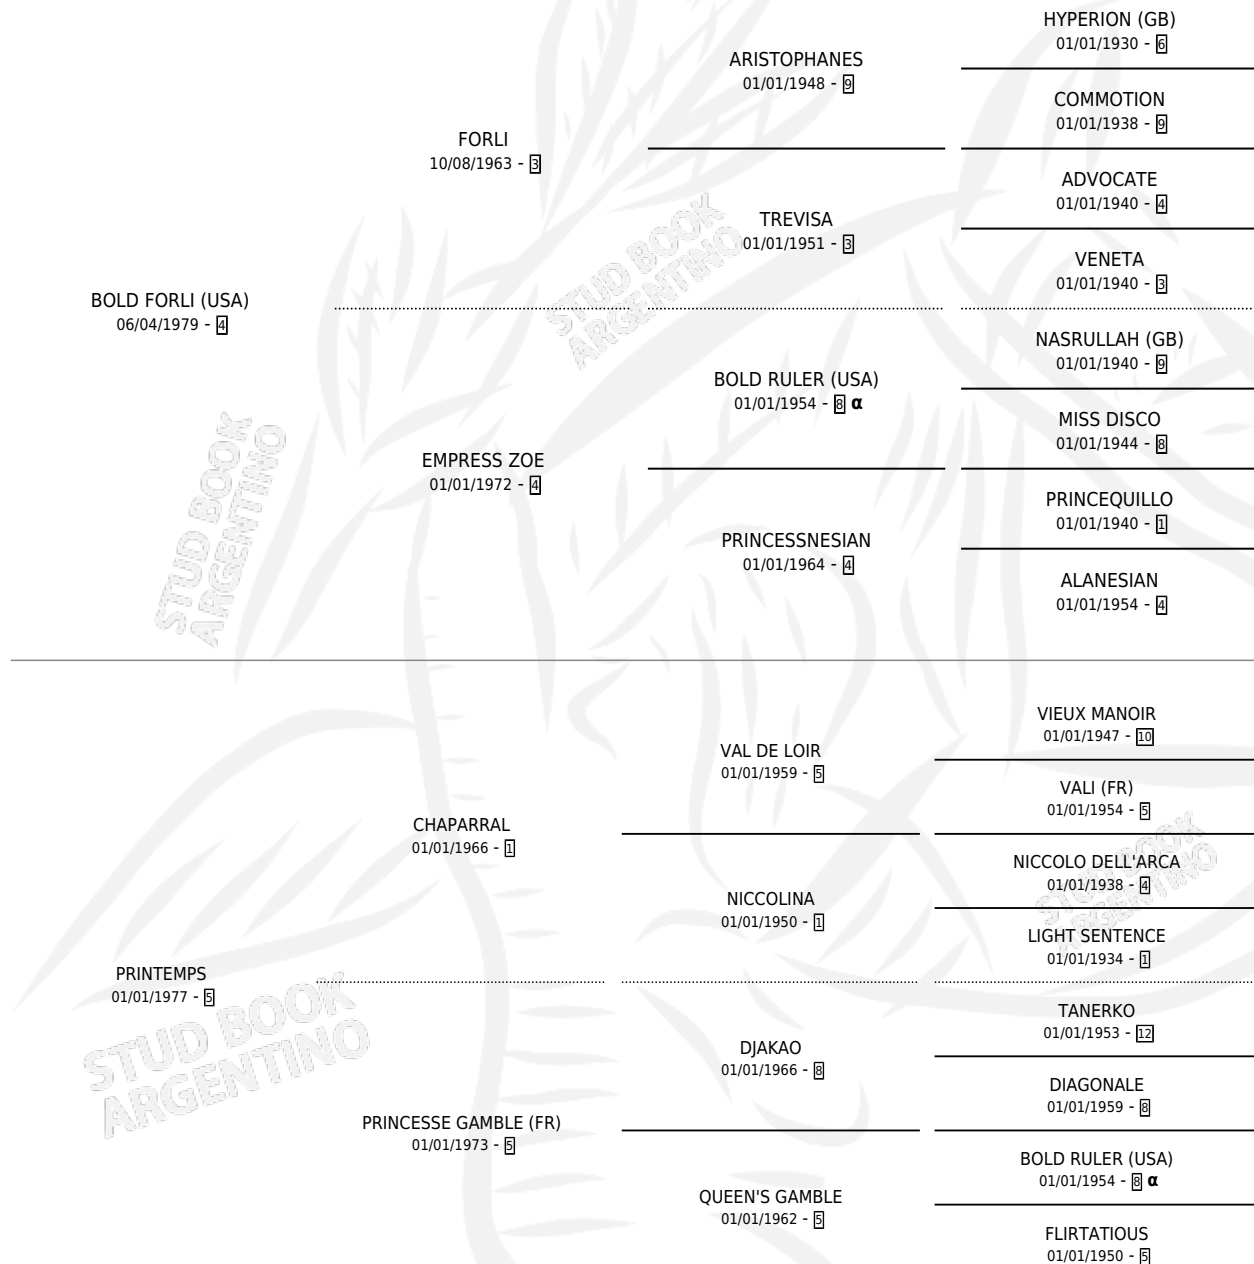 HYPERION (GB)
01/01/1930 - 6
ARISTOPHANES
01/01/1948 - 9
COMMOTION
01/01/1938 - 9
FORLI
10/08/1963 - 3
ADVOCATE
01/01/1940 - 4
TREVISA
01/01/1951 - 3
VENETA
01/01/1940 - 3
BOLD FORLI (USA)
06/04/1979 - 4
NASRULLAH (GB)
01/01/1940 - 9
BOLD RULER (USA)
01/01/1954 - 8 α
MISS DISCO
01/01/1944 - 8
EMPRESS ZOE
01/01/1972 - 4
PRINCEQUILLO
01/01/1940 - 1
PRINCESSNESIAN
01/01/1964 - 4
ALANESIAN
01/01/1954 - 4
VIEUX MANOIR
01/01/1947 - 10
VAL DE LOIR
01/01/1959 - 5
VALI (FR)
01/01/1954 - 5
CHAPARRAL
01/01/1966 - 1
NICCOLO DELL'ARCA
01/01/1938 - 4
NICCOLINA
01/01/1950 - 1
LIGHT SENTENCE
01/01/1934 - 1
PRINTEMPS
01/01/1977 - 5
TANERKO
01/01/1953 - 12
DJAKAO
01/01/1966 - 8
DIAGONALE
01/01/1959 - 8
PRINCESSE GAMBLE (FR)
01/01/1973 - 5
BOLD RULER (USA)
01/01/1954 - 8 α
QUEEN'S GAMBLE
01/01/1962 - 5
FLIRTATIOUS
01/01/1950 - 5
STUD BOOK
ARGENTINO
STUD BOOK
ARGENTINO
STUD BOOK
ARGENTINO
STUD BOOK
ARGENTINO